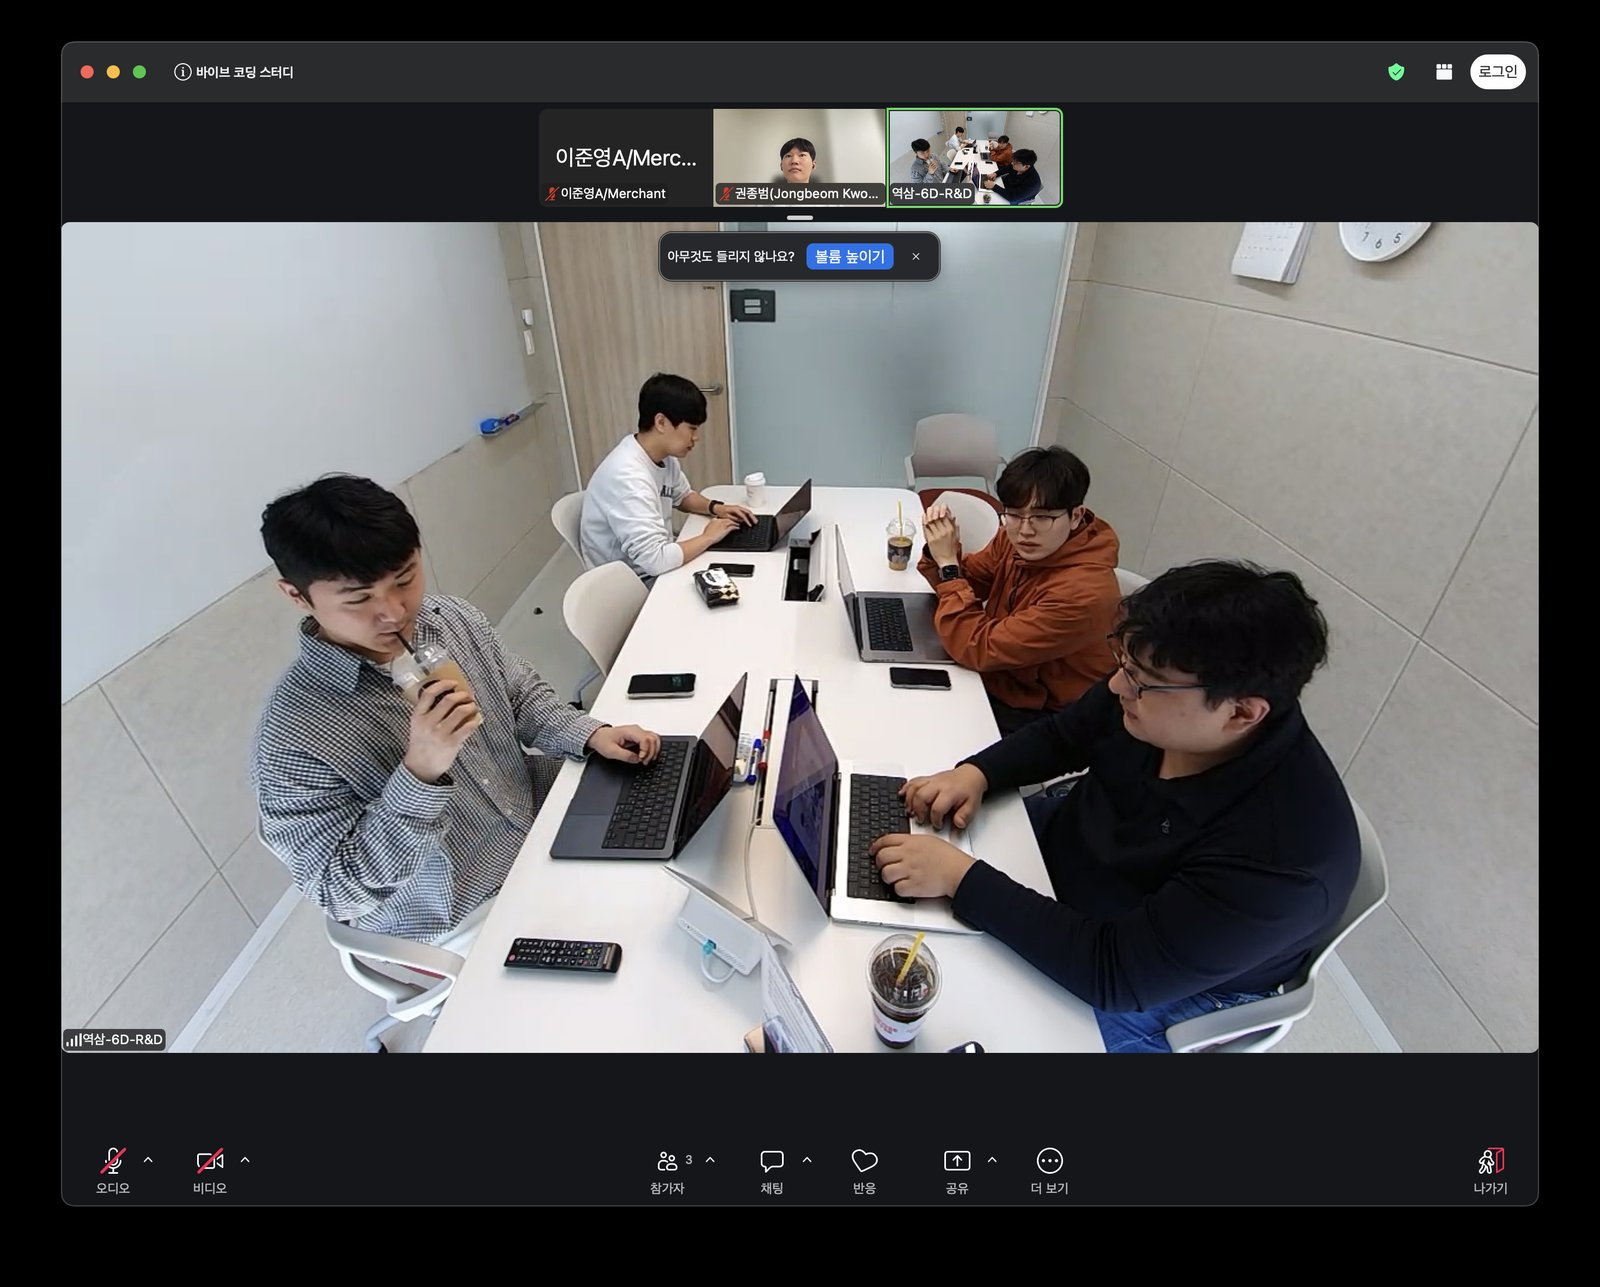 바이브 코딩 스터디
로그인
이준영A/Merc...
이준영A/Merchant
권종범(Jongbeom Kwo...
역삼-6D-R&D
아무것도 들리지 않나요?
볼륨 높이기
7 6 5
역삼-6D-R&D
오디오
비디오
3
참가자
채팅
반응
공유
더 보기
나가기